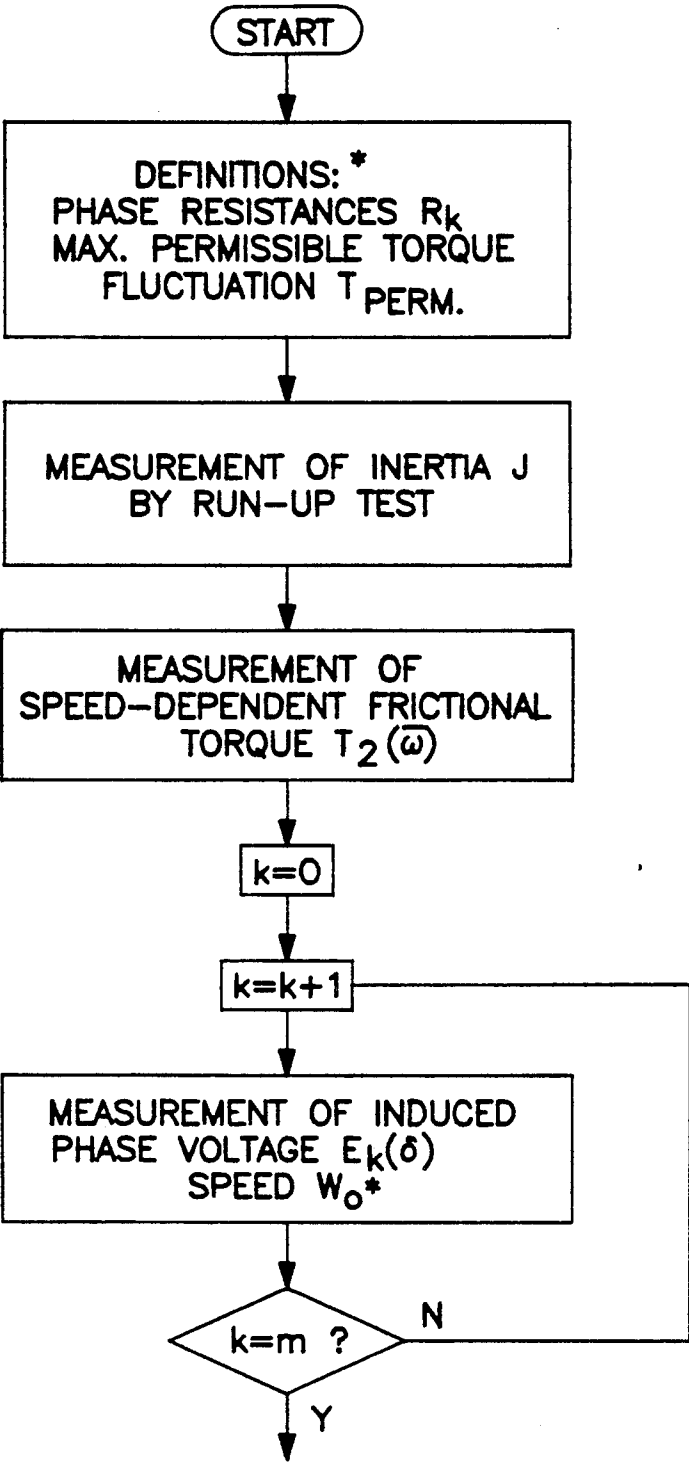 START
DEFINITIONS: *
PHASE RESISTANCES Rk
MAX. PERMISSIBLE TORQUE
FLUCTUATION T PERM.
MEASUREMENT OF INERTIA J
BY RUN-UP TEST
MEASUREMENT OF
SPEED-DEPENDENT FRICTIONAL
TORQUE T2(ω̅)
k=0
k=k+1
MEASUREMENT OF INDUCED
PHASE VOLTAGE Ek(δ)
SPEED Wo*
k=m ?
N
Y